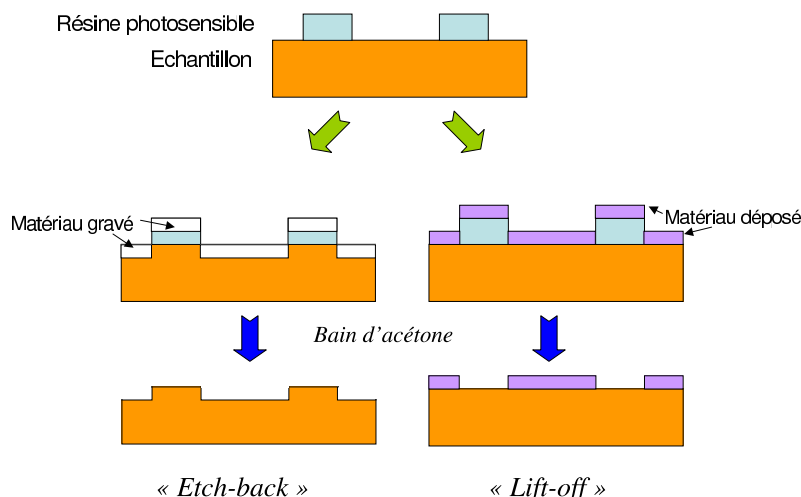 Résine photosensible
Echantillon
Matériau gravé
Matériau déposé
Bain d’acétone
« Etch-back »
« Lift-off »